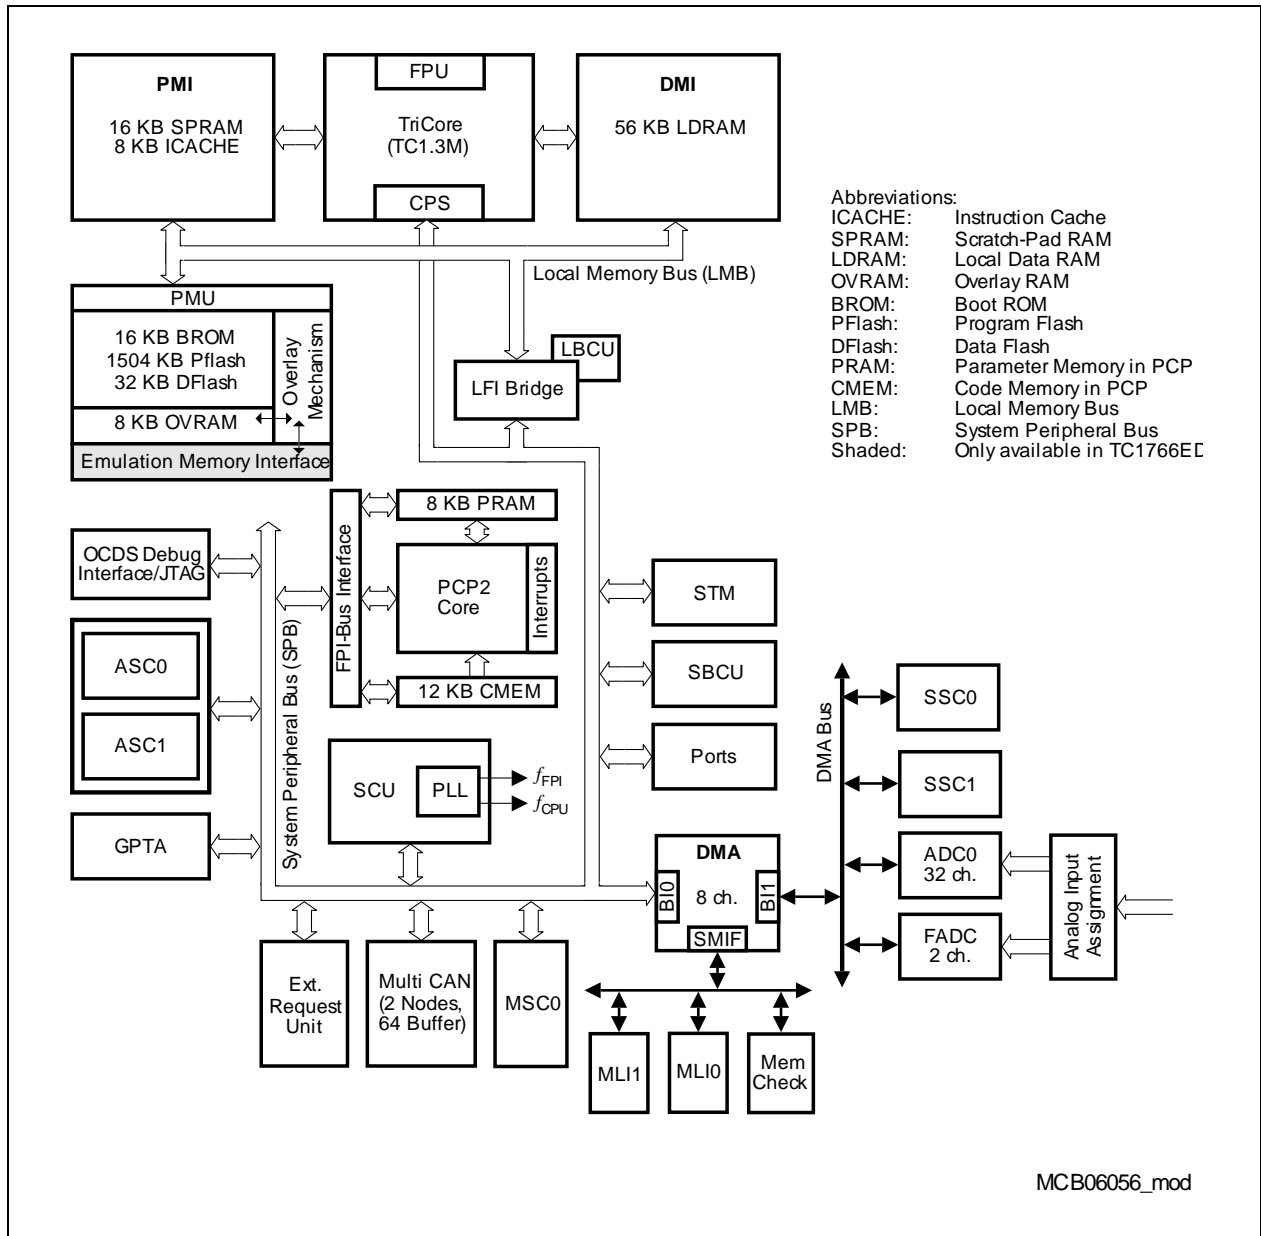 PMI
16 KB SPRAM
8 KB ICACHE
FPU
TriCore
(TC1.3M)
CPS
DMI
56 KB LDRAM
Abbreviations:
ICACHE: Instruction Cache
SPRAM: Scratch-Pad RAM
LDRAM: Local Data RAM
OVRAM: Overlay RAM
BROM: Boot ROM
PFlash: Program Flash
DFlash: Data Flash
PRAM: Parameter Memory in PCP
CMEM: Code Memory in PCP
LMB: Local Memory Bus
SPB: System Peripheral Bus
Shaded: Only available in TC1766ED
Local Memory Bus (LMB)
PMU
16 KB BROM
1504 KB Pflash
32 KB DFlash
8 KB OVRAM
Overlay
Mechanism
Emulation Memory Interface
LBCU
LFI Bridge
OCDS Debug
Interface/JTAG
ASC0
ASC1
GPTA
System Peripheral Bus (SPB)
FPI-Bus Interface
8 KB PRAM
PCP2
Core
Interrupts
12 KB CMEM
SCU
PLL
fFPI
fCPU
STM
SBCU
Ports
DMA
BI0
8 ch.
BI1
SMIF
DMA Bus
SSC0
SSC1
ADC0
32 ch.
FADC
2 ch.
Analog Input
Assignment
Ext.
Request
Unit
Multi CAN
(2 Nodes,
64 Buffer)
MSC0
MLI1
MLI0
Mem
Check
MCB06056_mod